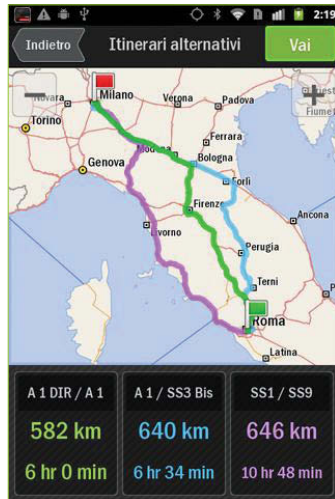 2:19
Indietro
Itinerari alternativi
Vai
Novara
Milano
Verona
Padova
Torino
Ferrara
Genova
Modena
Bologna
Forlì
Firenze
Ancona
Livorno
Perugia
Terni
Roma
Latina
A 1 DIR / A 1
A 1 / SS3 Bis
SS1 / SS9
582 km
640 km
646 km
6 hr 0 min
6 hr 34 min
10 hr 48 min